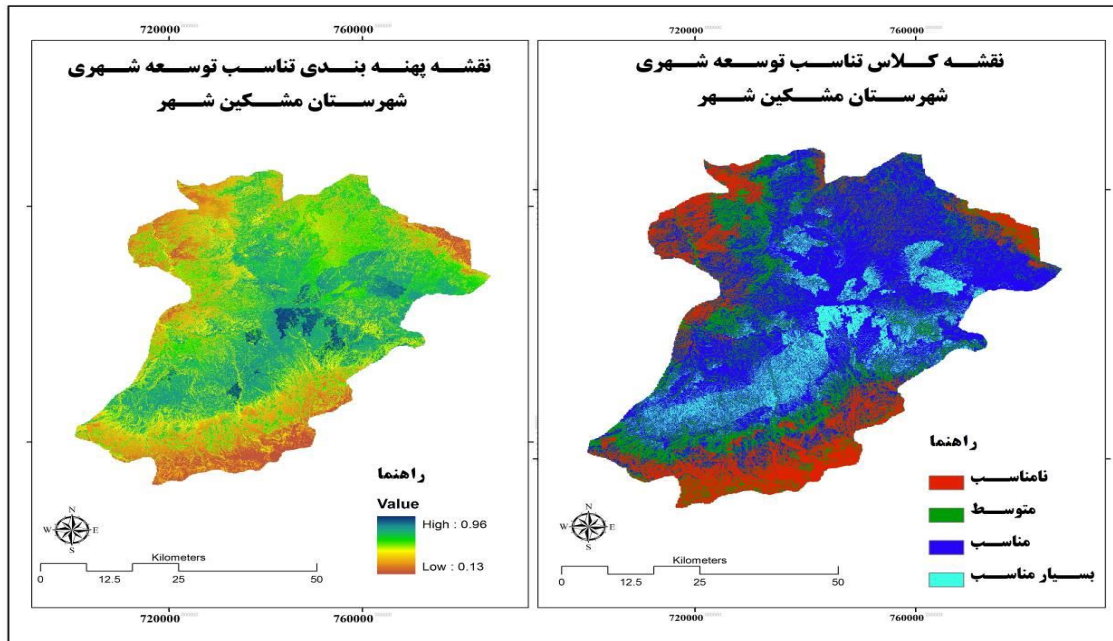 720000 760000
نقشه پهنه بندی تناسب توسعه شهری
شهرستان مشکین شهر
راهنما
Value
High : 0.96
Low : 0.13
N
W E
S
Kilometers
0 12.5 25 50
720000 760000
720000 760000
نقشه کلاس تناسب توسعه شهری
شهرستان مشکین شهر
راهنما
نامناسب
متوسط
مناسب
بسیار مناسب
N
W E
S
Kilometers
0 12.5 25 50
720000 760000